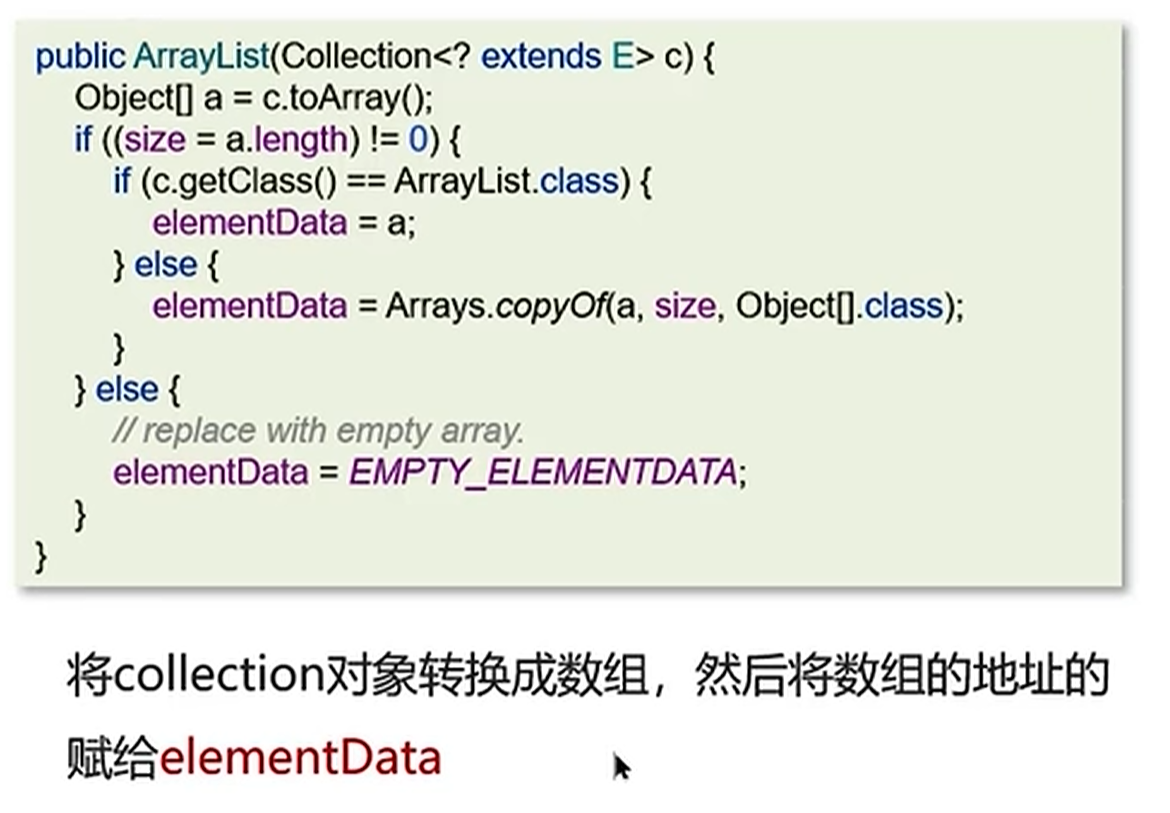 public ArrayList(Collection<? extends E> c) {
Object[] a = c.toArray();
if ((size = a.length) != 0) {
if (c.getClass() == ArrayList.class) {
elementData = a;
} else {
elementData = Arrays.copyOf(a, size, Object[].class);
}
} else {
// replace with empty array.
elementData = EMPTY_ELEMENTDATA;
}
}
将collection对象转换成数组，然后将数组的地址的
赋给elementData